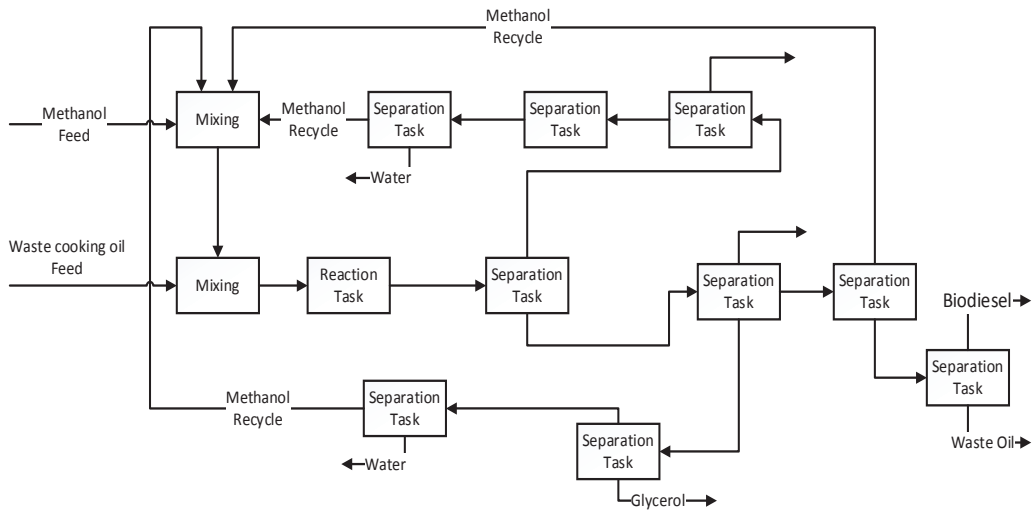 Methanol
Recycle
Methanol
Feed
Mixing
Methanol
Recycle
Separation
Task
Separation
Task
Separation
Task
Water
Waste cooking oil
Feed
Mixing
Reaction
Task
Separation
Task
Separation
Task
Separation
Task
Biodiesel
Separation
Task
Waste Oil
Methanol
Recycle
Separation
Task
Separation
Task
Water
Glycerol